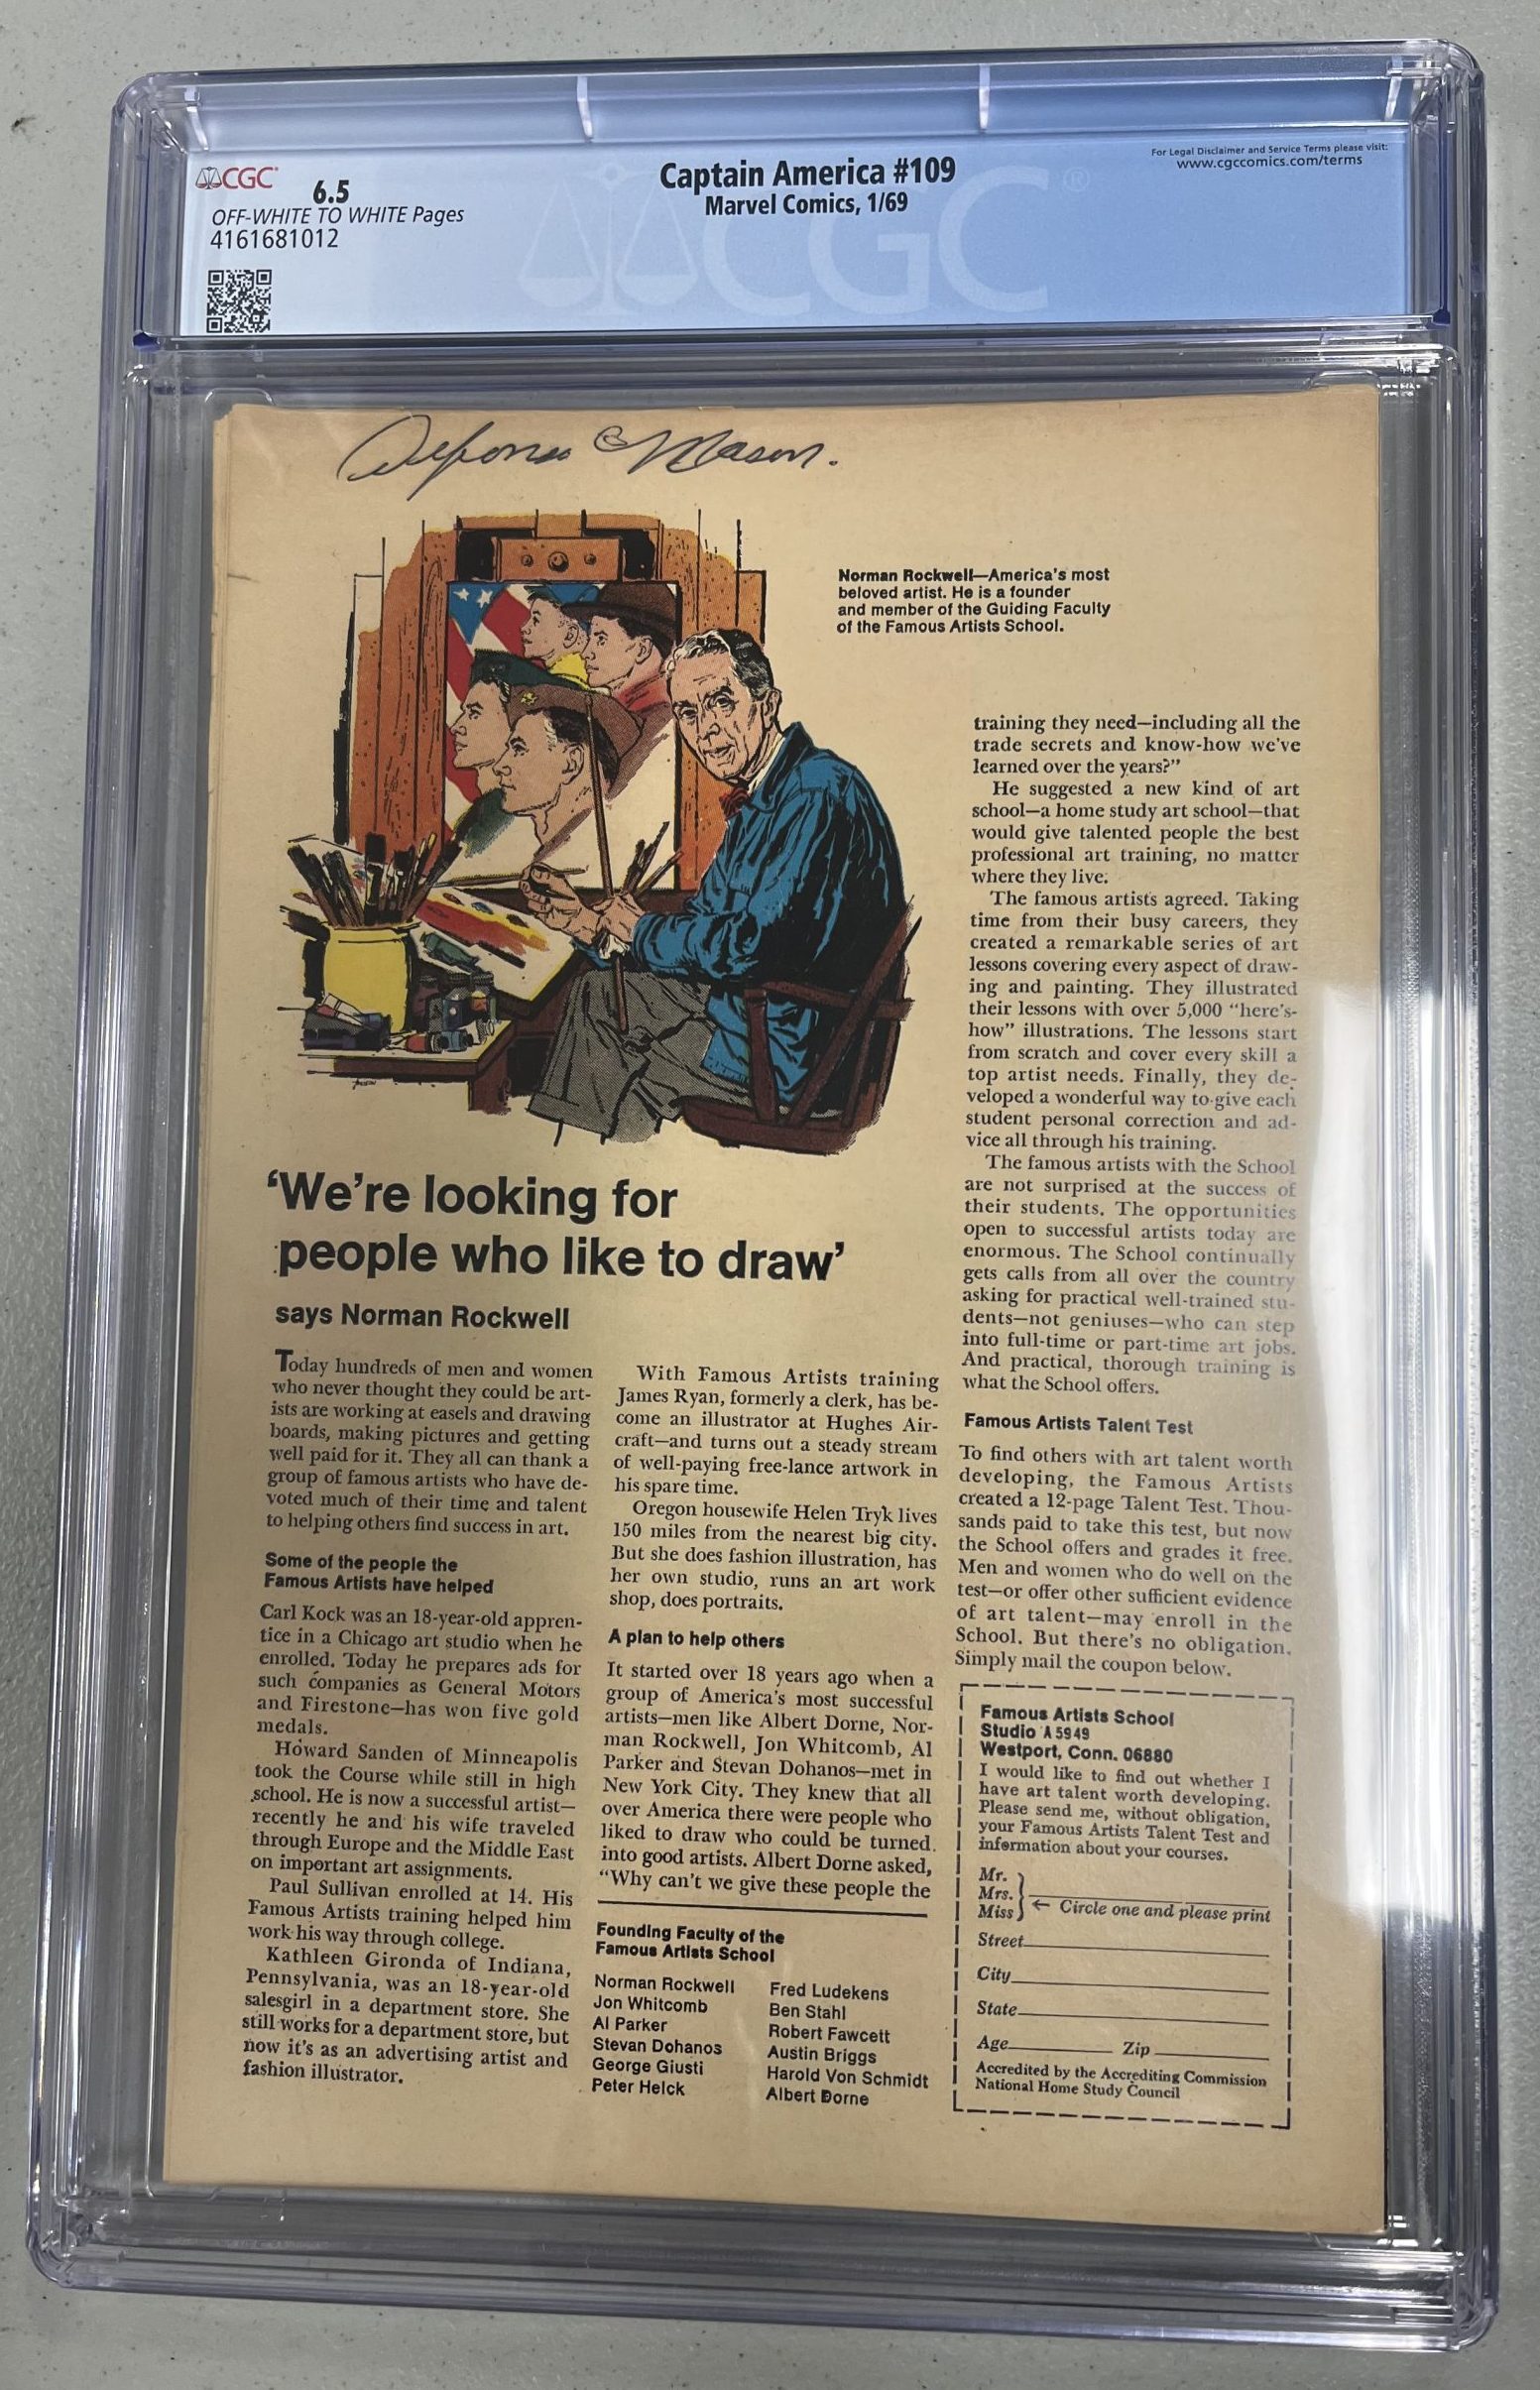 CGC
6.5
OFF-WHITE TO WHITE Pages
4161681012
Captain America #109
Marvel Comics, 1/69
For Legal Disclaimer and Service Terms please visit:
www.cgccomics.com/terms
CGC®
Mason.
Norman Rockwell—America's most
beloved artist. He is a founder
and member of the Guiding Faculty
of the Famous Artists School.
'We're looking for
people who like to draw'
says Norman Rockwell
Today hundreds of men and women
who never thought they could be art-
ists are working at easels and drawing
boards, making pictures and getting
well paid for it. They all can thank a
group of famous artists who have de-
voted much of their time and talent
to helping others find success in art.
Some of the people the
Famous Artists have helped
Carl Kock was an 18-year-old appren-
tice in a Chicago art studio when he
enrolled. Today he prepares ads for
such companies as General Motors
and Firestone—has won five gold
medals.
Howard Sanden of Minneapolis
took the Course while still in high
school. He is now a successful artist—
recently he and his wife traveled
through Europe and the Middle East
on important art assignments.
Paul Sullivan enrolled at 14. His
Famous Artists training helped him
work his way through college.
Kathleen Gironda of Indiana,
Pennsylvania, was an 18-year-old
salesgirl in a department store. She
still works for a department store, but
now it's as an advertising artist and
fashion illustrator.
With Famous Artists training
James Ryan, formerly a clerk, has be-
come an illustrator at Hughes Air-
craft—and turns out a steady stream
of well-paying free-lance artwork in
his spare time.
Oregon housewife Helen Tryk lives
150 miles from the nearest big city.
But she does fashion illustration, has
her own studio, runs an art work
shop, does portraits.
A plan to help others
It started over 18 years ago when a
group of America's most successful
artists—men like Albert Dorne, Nor-
man Rockwell, Jon Whitcomb, Al
Parker and Stevan Dohanos—met in
New York City. They knew that all
over America there were people who
liked to draw who could be turned
into good artists. Albert Dorne asked,
"Why can't we give these people the
Founding Faculty of the
Famous Artists School
Norman Rockwell
Jon Whitcomb
Al Parker
Stevan Dohanos
George Giusti
Peter Helck
Fred Ludekens
Ben Stahl
Robert Fawcett
Austin Briggs
Harold Von Schmidt
Albert Dorne
training they need—including all the
trade secrets and know-how we've
learned over the years?"
He suggested a new kind of art
school—a home study art school—that
would give talented people the best
professional art training, no matter
where they live.
The famous artists agreed. Taking
time from their busy careers, they
created a remarkable series of art
lessons covering every aspect of draw-
ing and painting. They illustrated
their lessons with over 5,000 "here's-
how" illustrations. The lessons start
from scratch and cover every skill a
top artist needs. Finally, they de-
veloped a wonderful way to give each
student personal correction and ad-
vice all through his training.
The famous artists with the School
are not surprised at the success of
their students. The opportunities
open to successful artists today are
enormous. The School continually
gets calls from all over the country
asking for practical well-trained stu-
dents—not geniuses—who can step
into full-time or part-time art jobs.
And practical, thorough training is
what the School offers.
Famous Artists Talent Test
To find others with art talent worth
developing, the Famous Artists
created a 12-page Talent Test. Thou-
sands paid to take this test, but now
the School offers and grades it free.
Men and women who do well on the
test—or offer other sufficient evidence
of art talent—may enroll in the
School. But there's no obligation.
Simply mail the coupon below.
Famous Artists School
Studio A5949
Westport, Conn. 06880
I would like to find out whether I
have art talent worth developing.
Please send me, without obligation,
your Famous Artists Talent Test and
information about your courses.
Mr.
Mrs.
Miss ← Circle one and please print
Street
City
State
Age Zip
Accredited by the Accrediting Commission
National Home Study Council